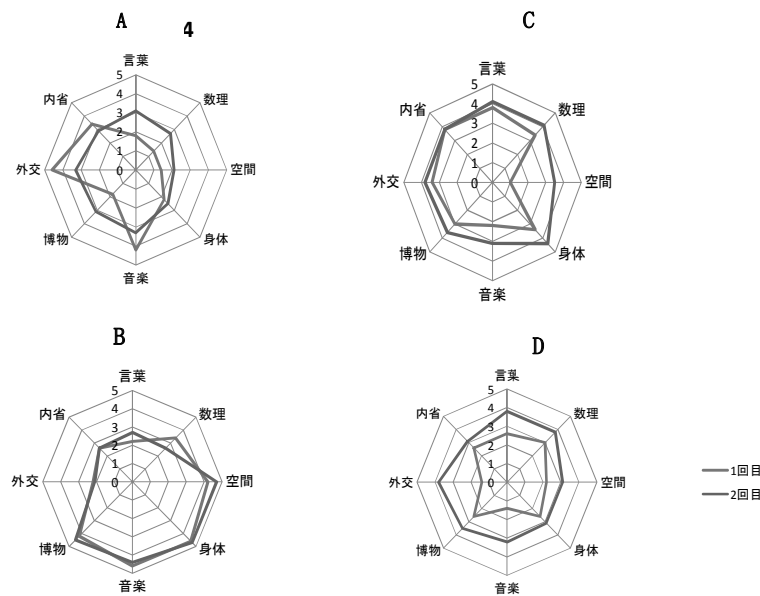 A
4
言葉
数理
空間
身体
音楽
博物
外交
内省
5
4
3
2
1
0
C
言葉
数理
空間
身体
音楽
博物
外交
内省
5
4
3
2
1
0
B
言葉
数理
空間
身体
音楽
博物
外交
内省
5
4
3
2
1
0
D
言葉
数理
空間
身体
音楽
博物
外交
内省
5
4
3
2
1
0
1回目
2回目